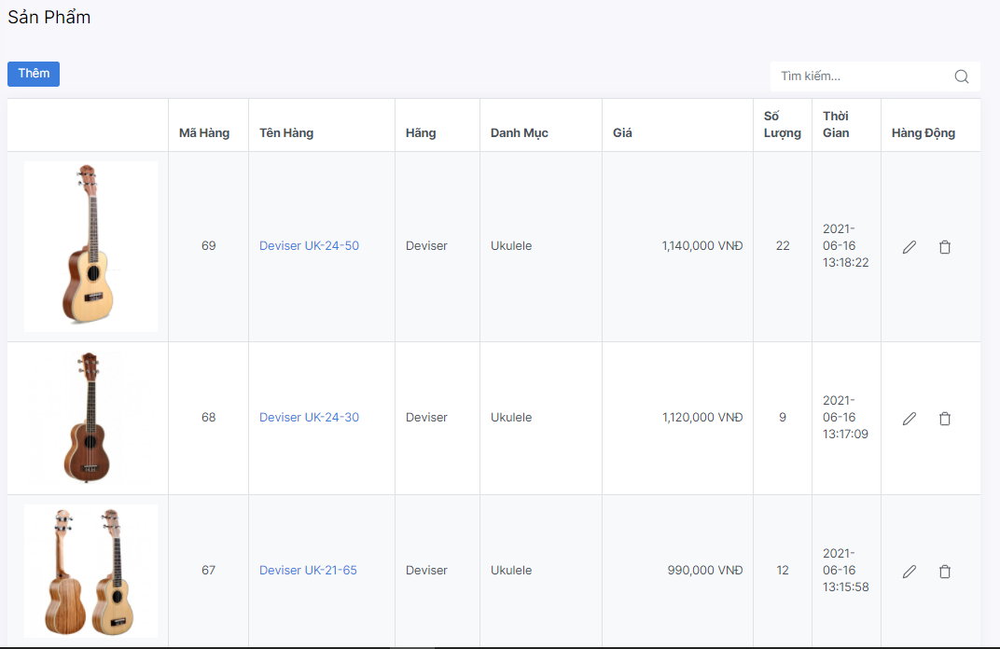 Sản Phẩm
Thêm
Tìm kiếm...
Mã Hàng
Tên Hàng
Hãng
Danh Mục
Giá
Số
Lượng
Thời
Gian
Hàng Động
69
Deviser UK-24-50
Deviser
Ukulele
1,140,000 VNĐ
22
2021-
06-16
13:18:22
68
Deviser UK-24-30
Deviser
Ukulele
1,120,000 VNĐ
9
2021-
06-16
13:17:09
67
Deviser UK-21-65
Deviser
Ukulele
990,000 VNĐ
12
2021-
06-16
13:15:58